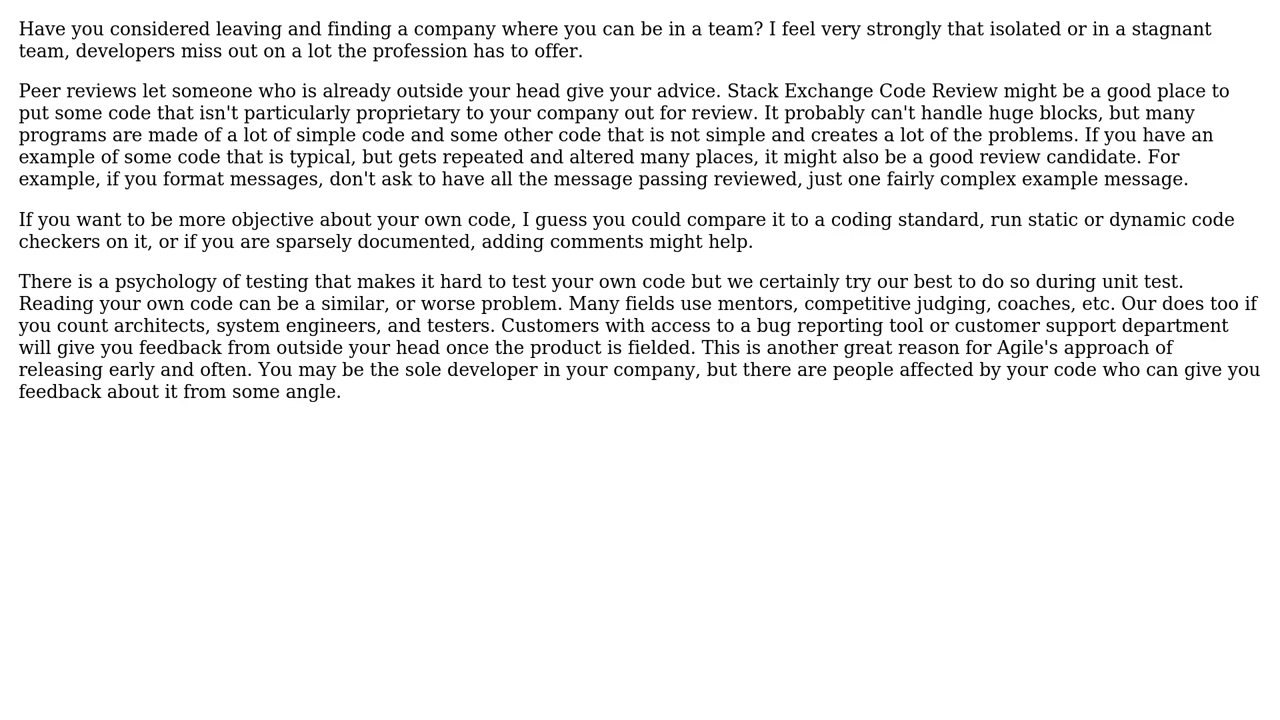 Have you considered leaving and finding a company where you can be in a team? I feel very strongly that isolated or in a stagnant
team, developers miss out on a lot the profession has to offer.
Peer reviews let someone who is already outside your head give your advice. Stack Exchange Code Review might be a good place to
put some code that isn't particularly proprietary to your company out for review. It probably can't handle huge blocks, but many
programs are made of a lot of simple code and some other code that is not simple and creates a lot of the problems. If you have an
example of some code that is typical, but gets repeated and altered many places, it might also be a good review candidate. For
example, if you format messages, don't ask to have all the message passing reviewed, just one fairly complex example message.
If you want to be more objective about your own code, I guess you could compare it to a coding standard, run static or dynamic code
checkers on it, or if you are sparsely documented, adding comments might help.
There is a psychology of testing that makes it hard to test your own code but we certainly try our best to do so during unit test.
Reading your own code can be a similar, or worse problem. Many fields use mentors, competitive judging, coaches, etc. Our does too if
you count architects, system engineers, and testers. Customers with access to a bug reporting tool or customer support department
will give you feedback from outside your head once the product is fielded. This is another great reason for Agile's approach of
releasing early and often. You may be the sole developer in your company, but there are people affected by your code who can give you
feedback about it from some angle.